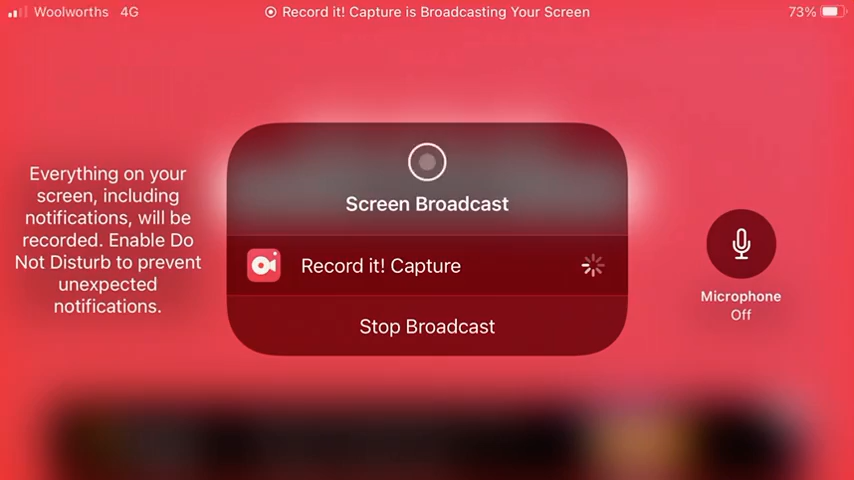 Woolworths 4G
Record it! Capture is Broadcasting Your Screen
73%
Everything on your
screen, including
notifications, will be
recorded. Enable Do
Not Disturb to prevent
unexpected
notifications.
Screen Broadcast
Record it! Capture
Stop Broadcast
Microphone
Off